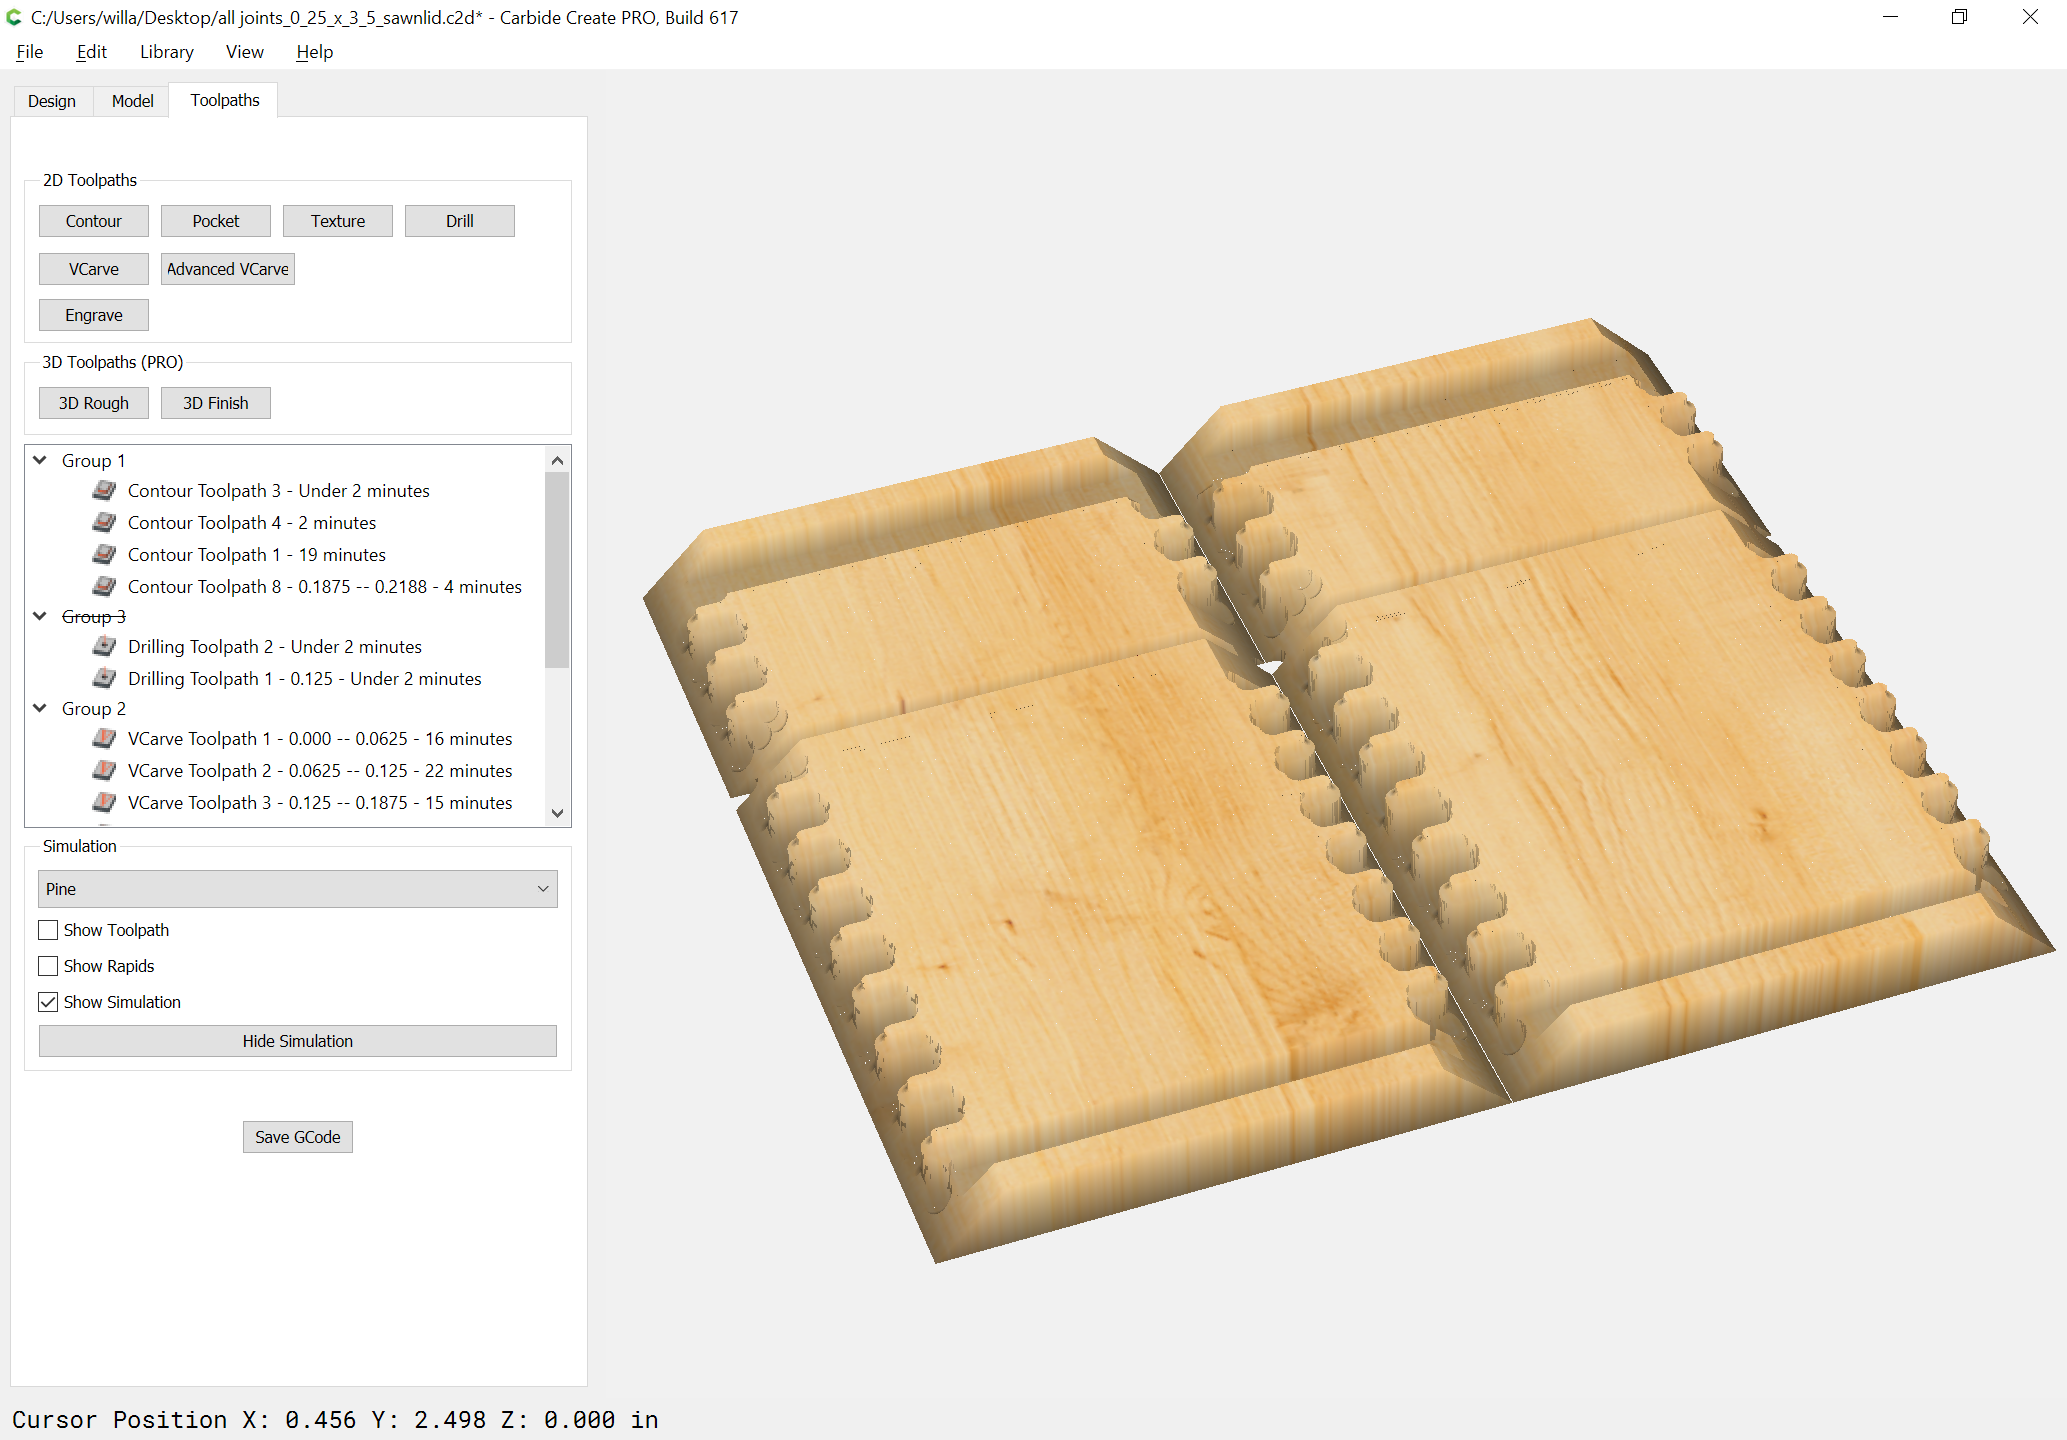 C:/Users/willa/Desktop/all joints_0_25_x_3_5_sawnlid.c2d* - Carbide Create PRO, Build 617
File Edit Library View Help
Design Model Toolpaths
2D Toolpaths
Contour Pocket Texture Drill
VCarve Advanced VCarve
Engrave
3D Toolpaths (PRO)
3D Rough 3D Finish
Group 1
Contour Toolpath 3 - Under 2 minutes
Contour Toolpath 4 - 2 minutes
Contour Toolpath 1 - 19 minutes
Contour Toolpath 8 - 0.1875 -- 0.2188 - 4 minutes
Group 3
Drilling Toolpath 2 - Under 2 minutes
Drilling Toolpath 1 - 0.125 - Under 2 minutes
Group 2
VCarve Toolpath 1 - 0.000 -- 0.0625 - 16 minutes
VCarve Toolpath 2 - 0.0625 -- 0.125 - 22 minutes
VCarve Toolpath 3 - 0.125 -- 0.1875 - 15 minutes
Simulation
Pine
Show Toolpath
Show Rapids
Show Simulation
Hide Simulation
Save GCode
Cursor Position X: 0.456 Y: 2.498 Z: 0.000 in